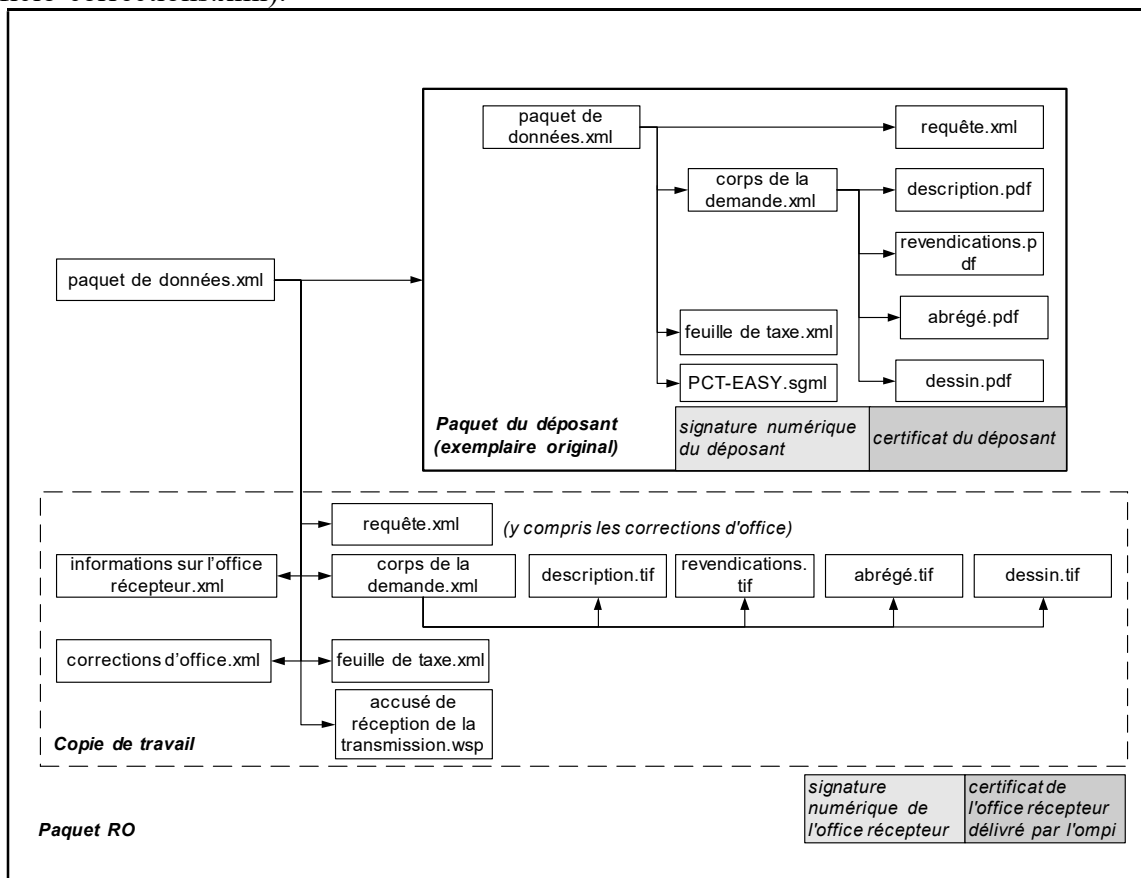 paquet de
données.xml
requête.xml
corps de la
demande.xml
description.pdf
revendications.p
df
paquet de données.xml
abrégé.pdf
feuille de taxe.xml
PCT-EASY.sgml
dessin.pdf
Paquet du déposant
(exemplaire original)
signature numérique
du déposant
certificat du déposant
requête.xml
(y compris les corrections d'office)
informations sur l'office
récepteur.xml
corps de la
demande.xml
description.tif
revendications.
tif
abrégé.tif
dessin.tif
corrections d'office.xml
feuille de taxe.xml
accusé de
réception de la
transmission.wsp
Copie de travail
signature
numérique de
l'office récepteur
certificat de
l'office récepteur
délivré par l'ompi
Paquet RO